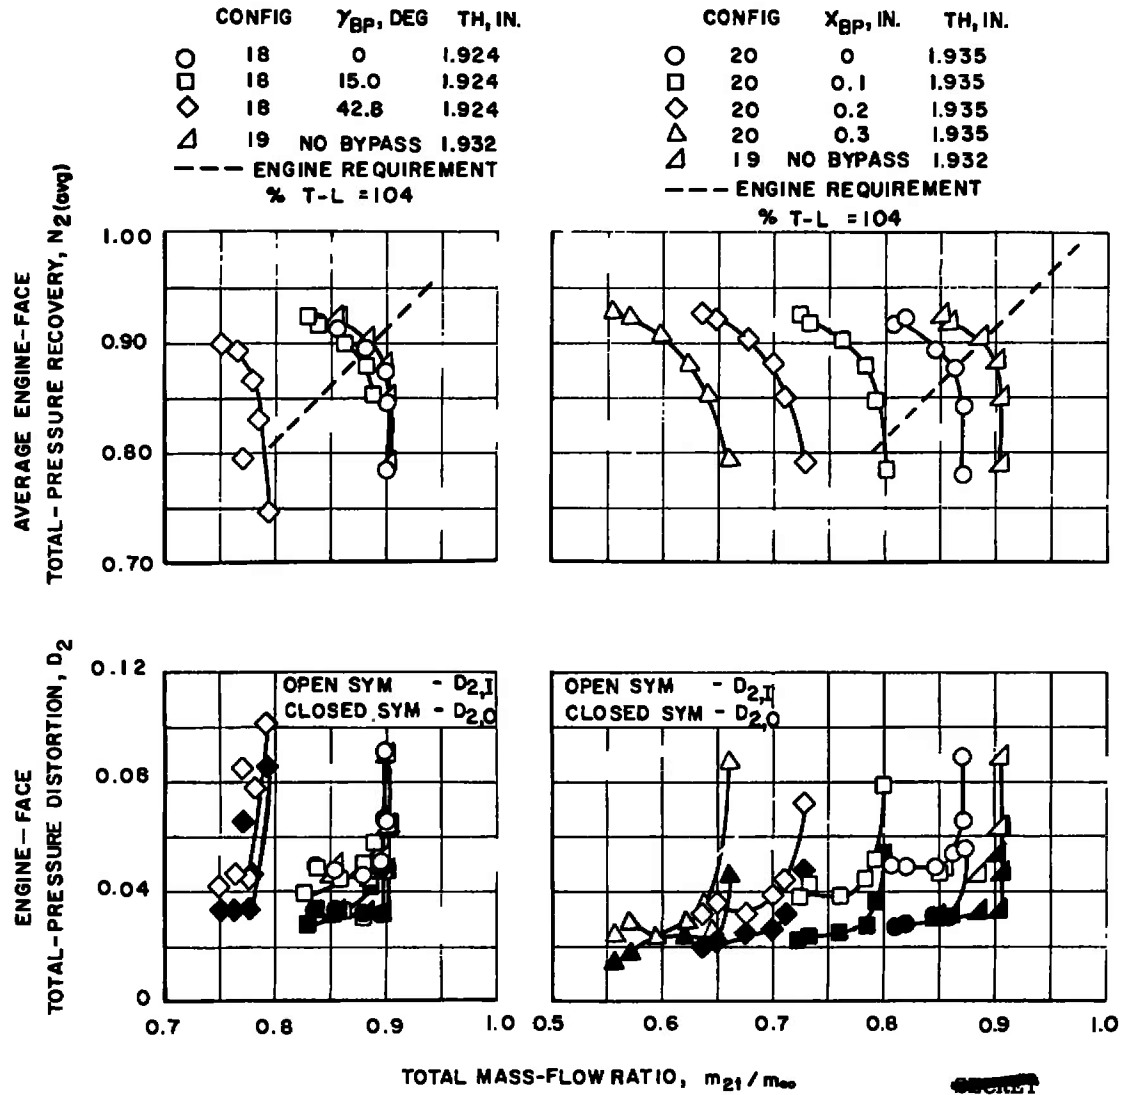 CONFIG γBP, DEG TH, IN.
18 0 1.924
18 15.0 1.924
18 42.8 1.924
19 NO BYPASS 1.932
--- ENGINE REQUIREMENT
% T-L = 104
CONFIG XBP, IN. TH, IN.
20 0 1.935
20 0.1 1.935
20 0.2 1.935
20 0.3 1.935
19 NO BYPASS 1.932
--- ENGINE REQUIREMENT
% T-L = 104
AVERAGE ENGINE-FACE
TOTAL-PRESSURE RECOVERY, N2(avg)
1.00
0.90
0.80
0.70
ENGINE-FACE
TOTAL-PRESSURE DISTORTION, D2
0.12
0.08
0.04
0
OPEN SYM - D2,I
CLOSED SYM - D2,O
OPEN SYM - D2,I
CLOSED SYM - D2,O
0.7 0.8 0.9 1.0 0.5 0.6 0.7 0.8 0.9 1.0
TOTAL MASS-FLOW RATIO, m2t/m∞
SECRET